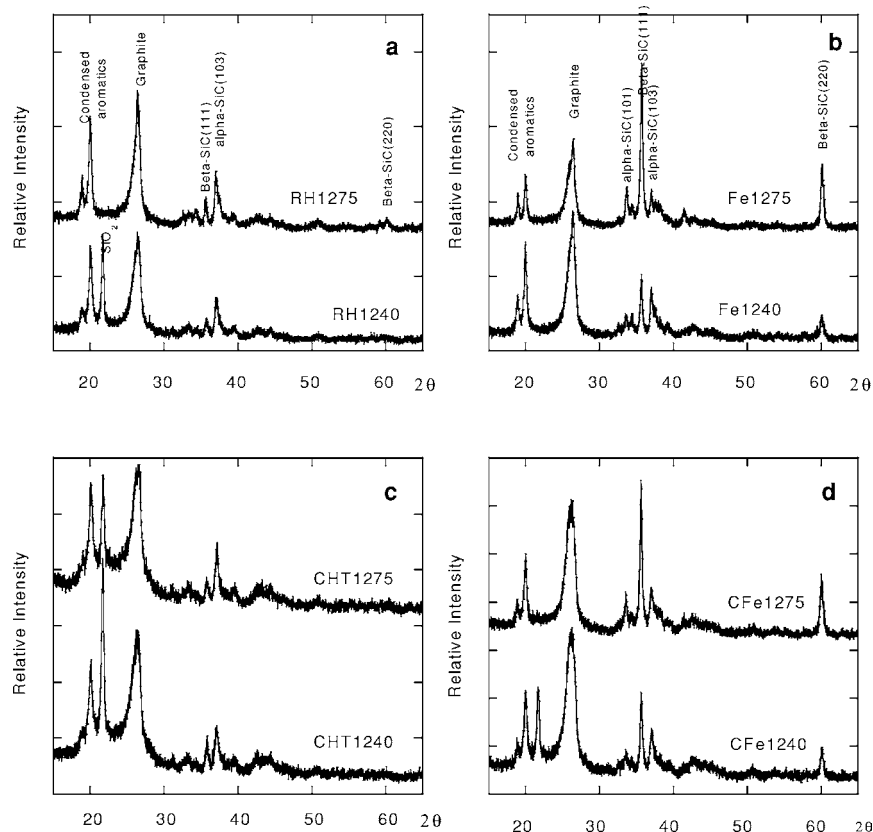 a
Relative Intensity
Condensed
aromatics
Graphite
Beta-SiC(111)
alpha-SiC(103)
Beta-SiC(220)
RH1275
SiO2
RH1240
20 30 40 50 60 2θ
b
Relative Intensity
Condensed
aromatics
Graphite
alpha-SiC(101)
Beta-SiC(111)
alpha-SiC(103)
Beta-SiC(220)
Fe1275
Fe1240
20 30 40 50 60 2θ
c
Relative Intensity
CHT1275
CHT1240
20 30 40 50 60 2θ
d
Relative Intensity
CFe1275
CFe1240
20 30 40 50 60 2θ